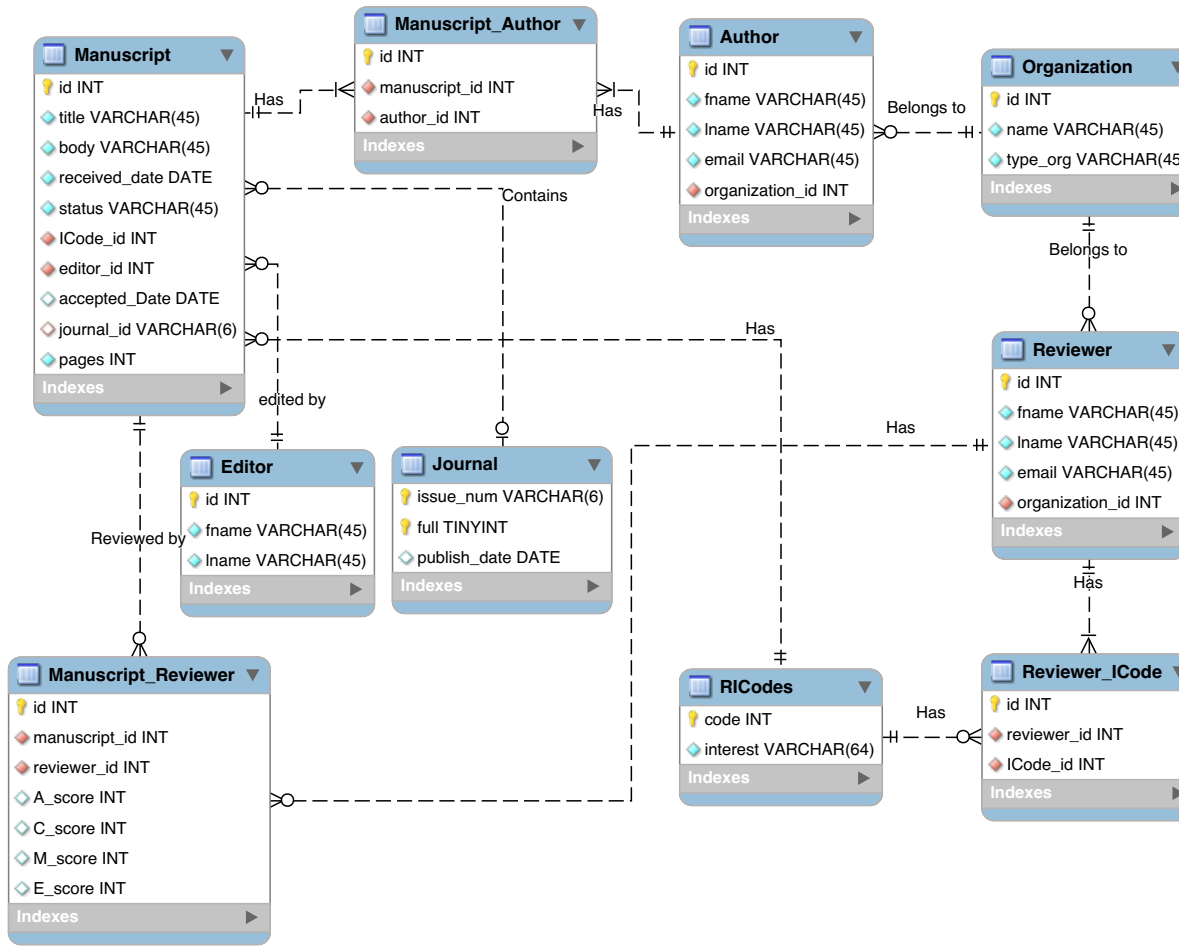 Manuscript
id INT
title VARCHAR(45)
body VARCHAR(45)
received_date DATE
status VARCHAR(45)
ICode_id INT
editor_id INT
accepted_Date DATE
journal_id VARCHAR(6)
pages INT
Indexes
Has
Manuscript_Author
id INT
manuscript_id INT
author_id INT
Indexes
Has
Author
id INT
fname VARCHAR(45)
lname VARCHAR(45)
email VARCHAR(45)
organization_id INT
Indexes
Belongs to
Organization
id INT
name VARCHAR(45)
type_org VARCHAR(45
Indexes
Contains
Belongs to
Has
edited by
Reviewer
id INT
fname VARCHAR(45)
lname VARCHAR(45)
email VARCHAR(45)
organization_id INT
Indexes
Has
Editor
id INT
fname VARCHAR(45)
lname VARCHAR(45)
Indexes
Journal
issue_num VARCHAR(6)
full TINYINT
publish_date DATE
Indexes
Reviewed by
Has
Manuscript_Reviewer
id INT
manuscript_id INT
reviewer_id INT
A_score INT
C_score INT
M_score INT
E_score INT
Indexes
RICodes
code INT
interest VARCHAR(64)
Indexes
Has
Reviewer_ICode
id INT
reviewer_id INT
ICode_id INT
Indexes